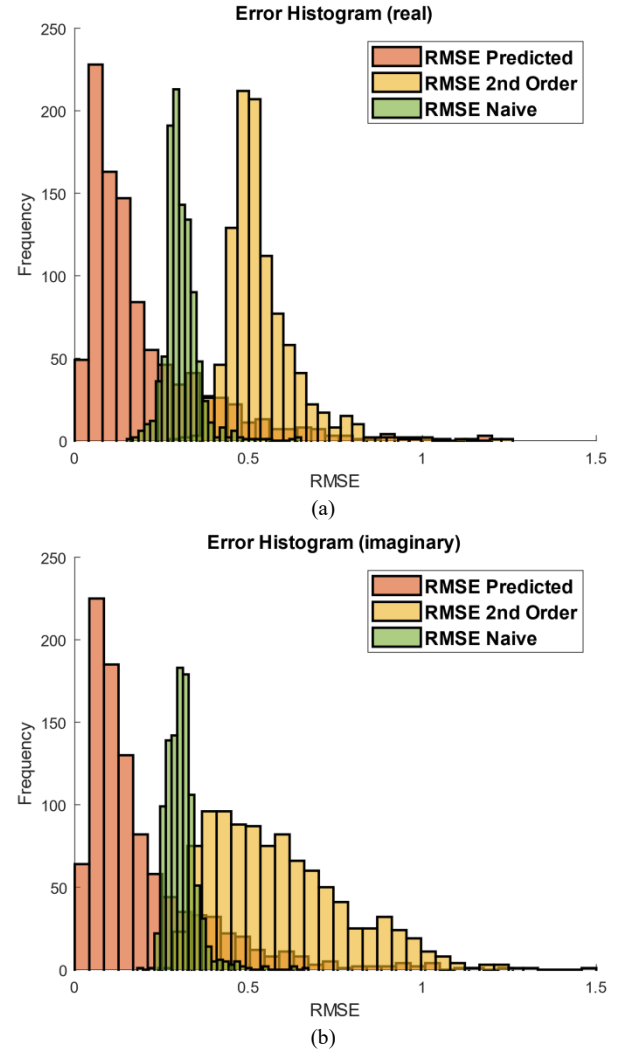 Error Histogram (real)
250
200
150
100
50
0
Frequency
RMSE Predicted
RMSE 2nd Order
RMSE Naive
0
0.5
1
1.5
RMSE
(a)
Error Histogram (imaginary)
250
200
150
100
50
0
Frequency
RMSE Predicted
RMSE 2nd Order
RMSE Naive
0
0.5
1
1.5
RMSE
(b)